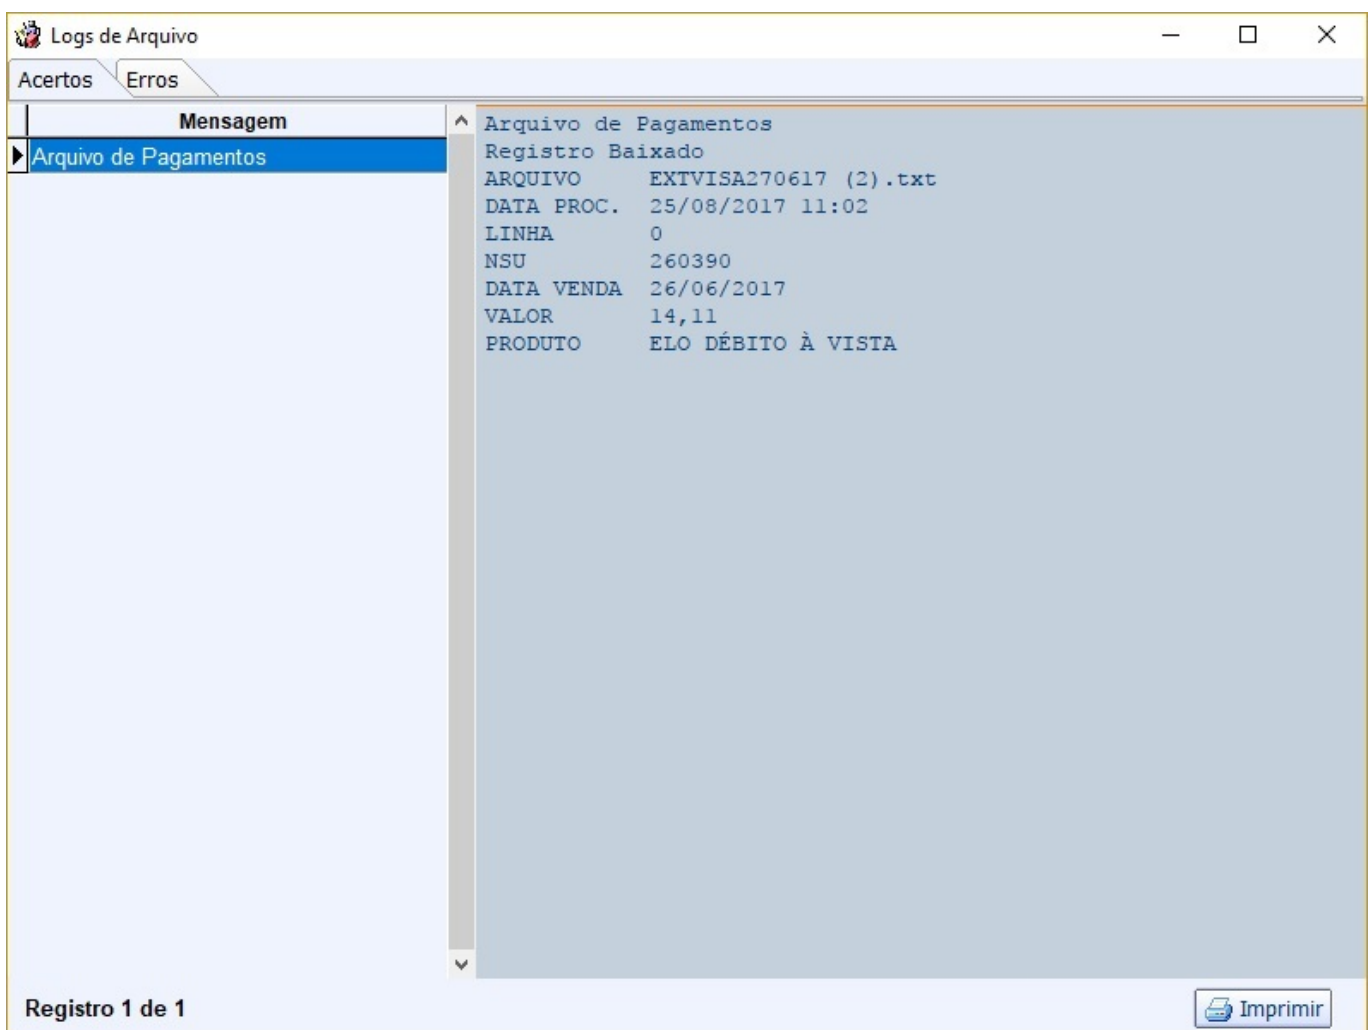 Logs de Arquivo
Acertos Erros
Mensagem
Arquivo de Pagamentos
Arquivo de Pagamentos
Registro Baixado
ARQUIVO EXTVISA270617 (2).txt
DATA PROC. 25/08/2017 11:02
LINHA 0
NSU 260390
DATA VENDA 26/06/2017
VALOR 14,11
PRODUTO ELO DÉBITO À VISTA
Registro 1 de 1
Imprimir